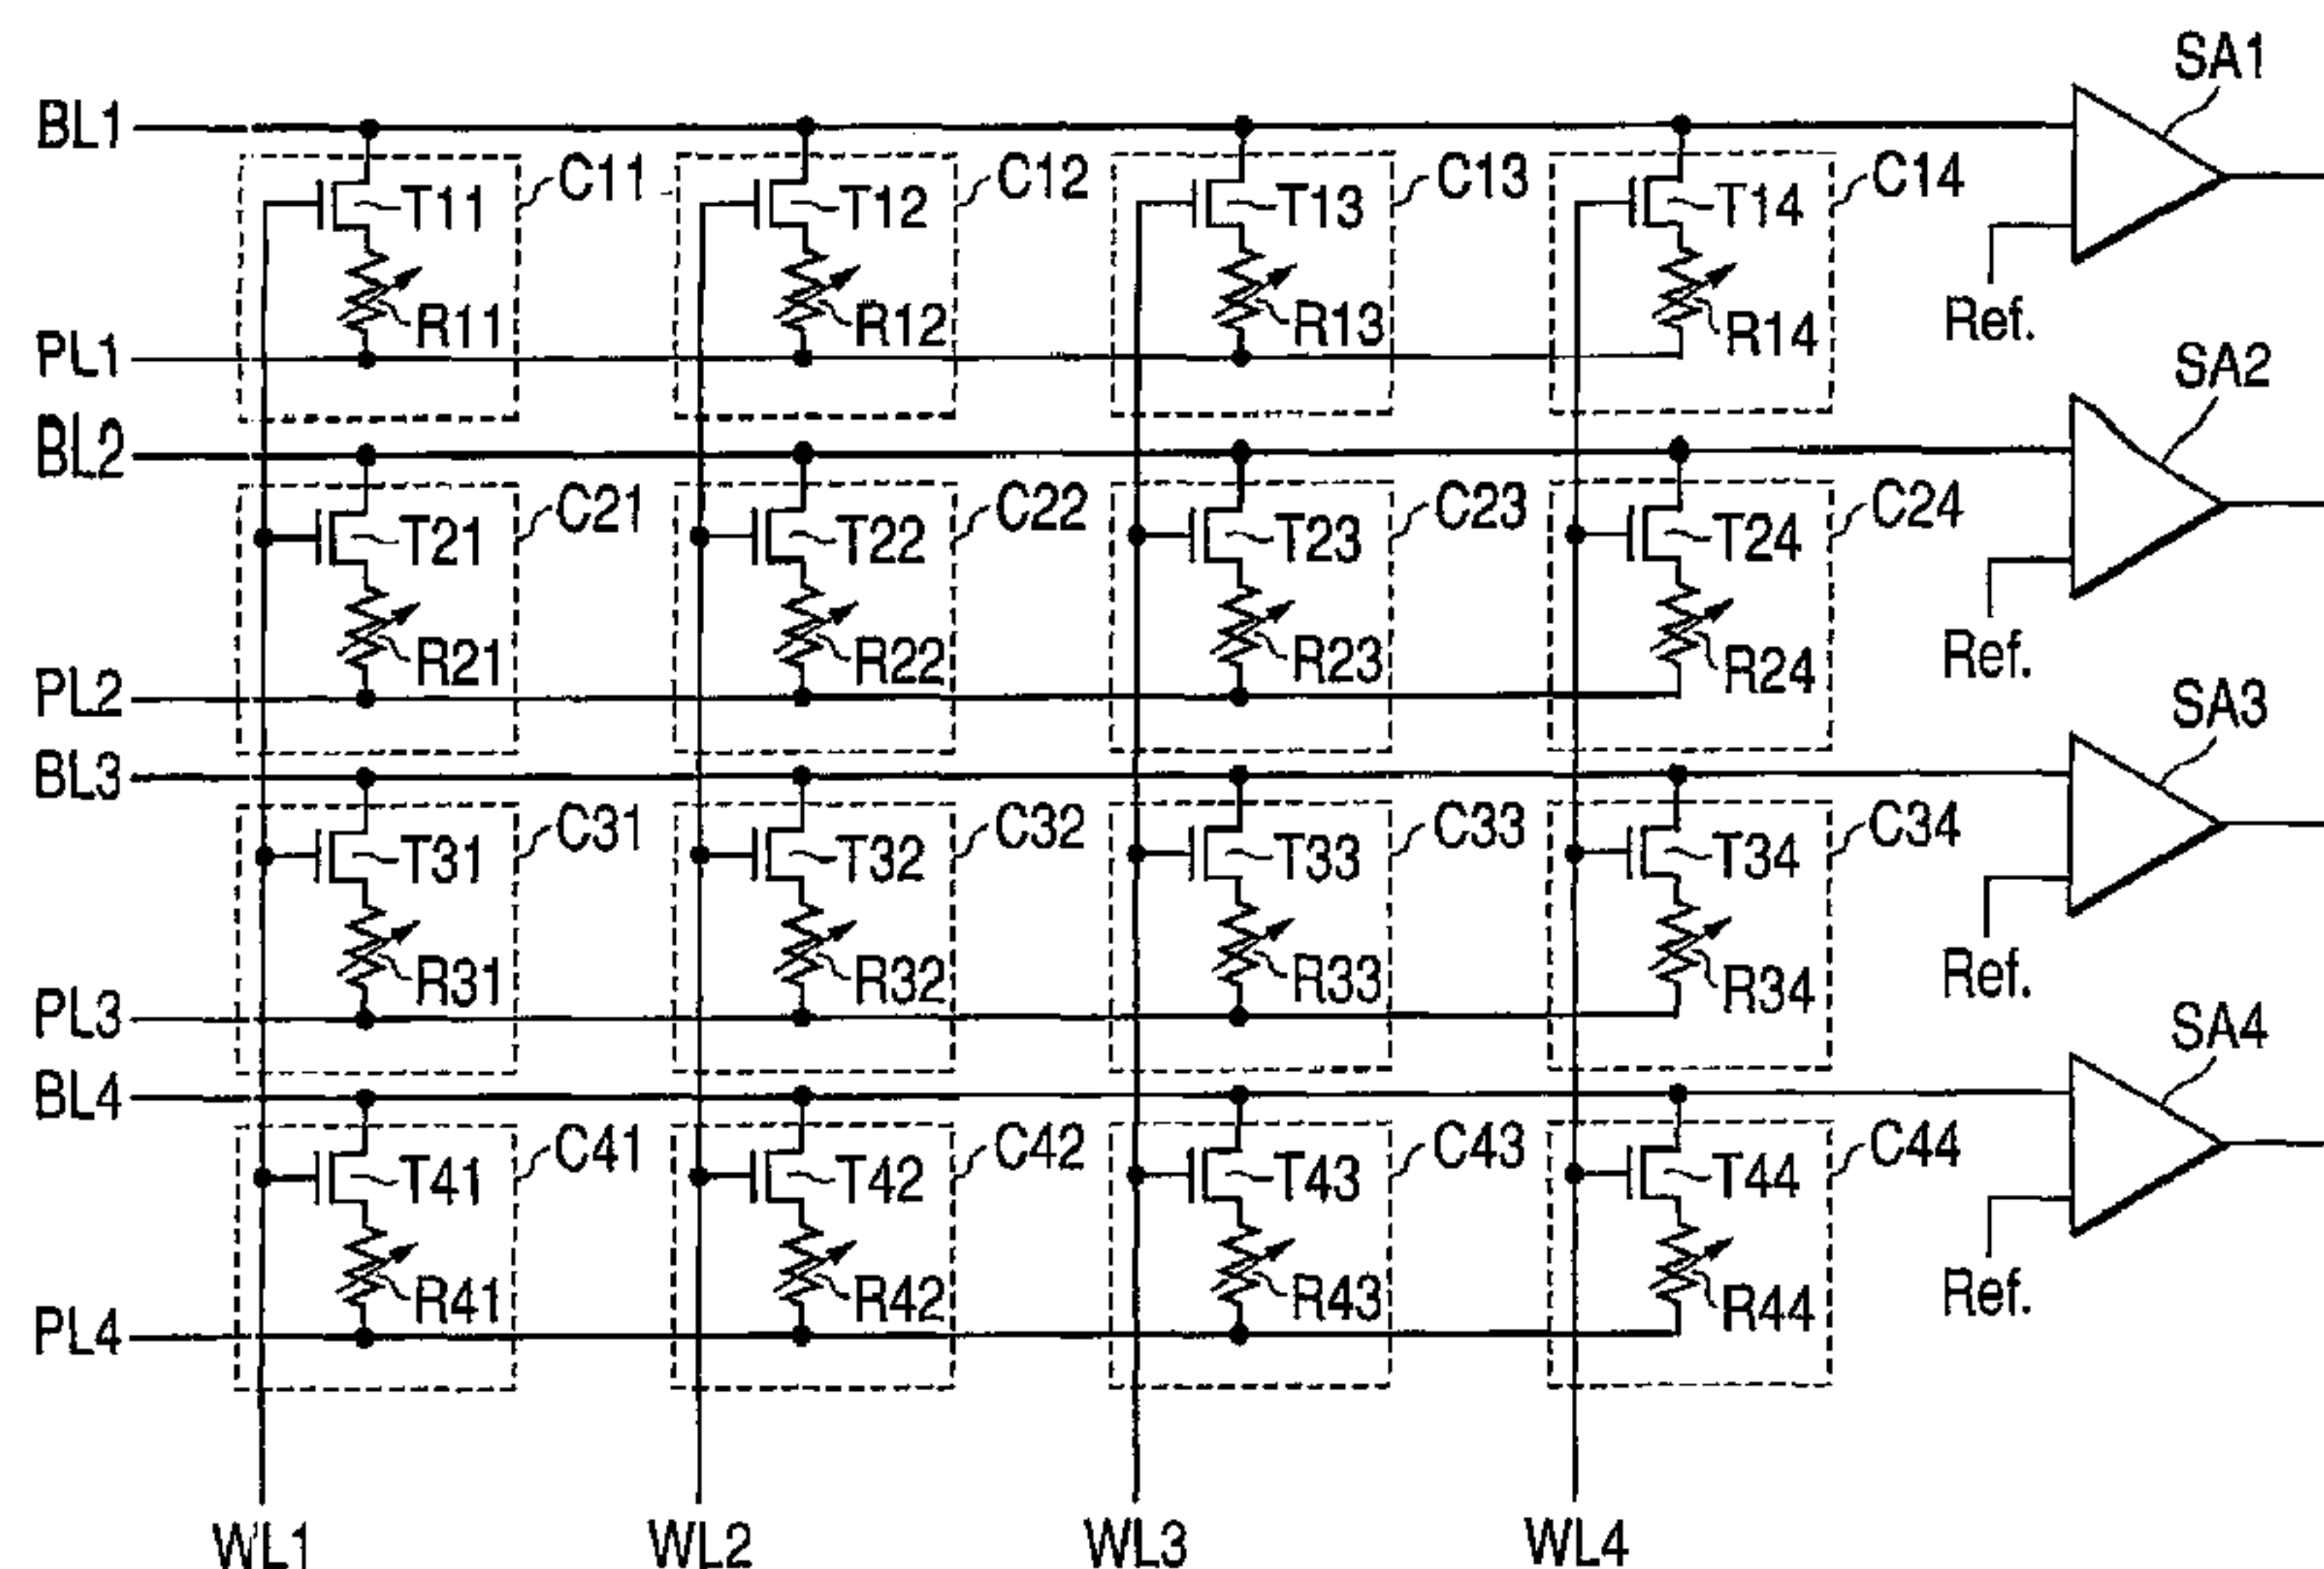 SA1
BL1
C11 C12 C13 C14
T11 T12 T13 T14
R11 R12 R13 R14 Ref.
PL1 SA2
BL2
C21 C22 C23 C24
T21 T22 T23 T24
R21 R22 R23 R24 Ref.
PL2 SA3
BL3
C31 C32 C33 C34
T31 T32 T33 T34
R31 R32 R33 R34 Ref.
PL3 SA4
BL4
C41 C42 C43 C44
T41 T42 T43 T44
R41 R42 R43 R44 Ref.
PL4
WL1 WL2 WL3 WL4